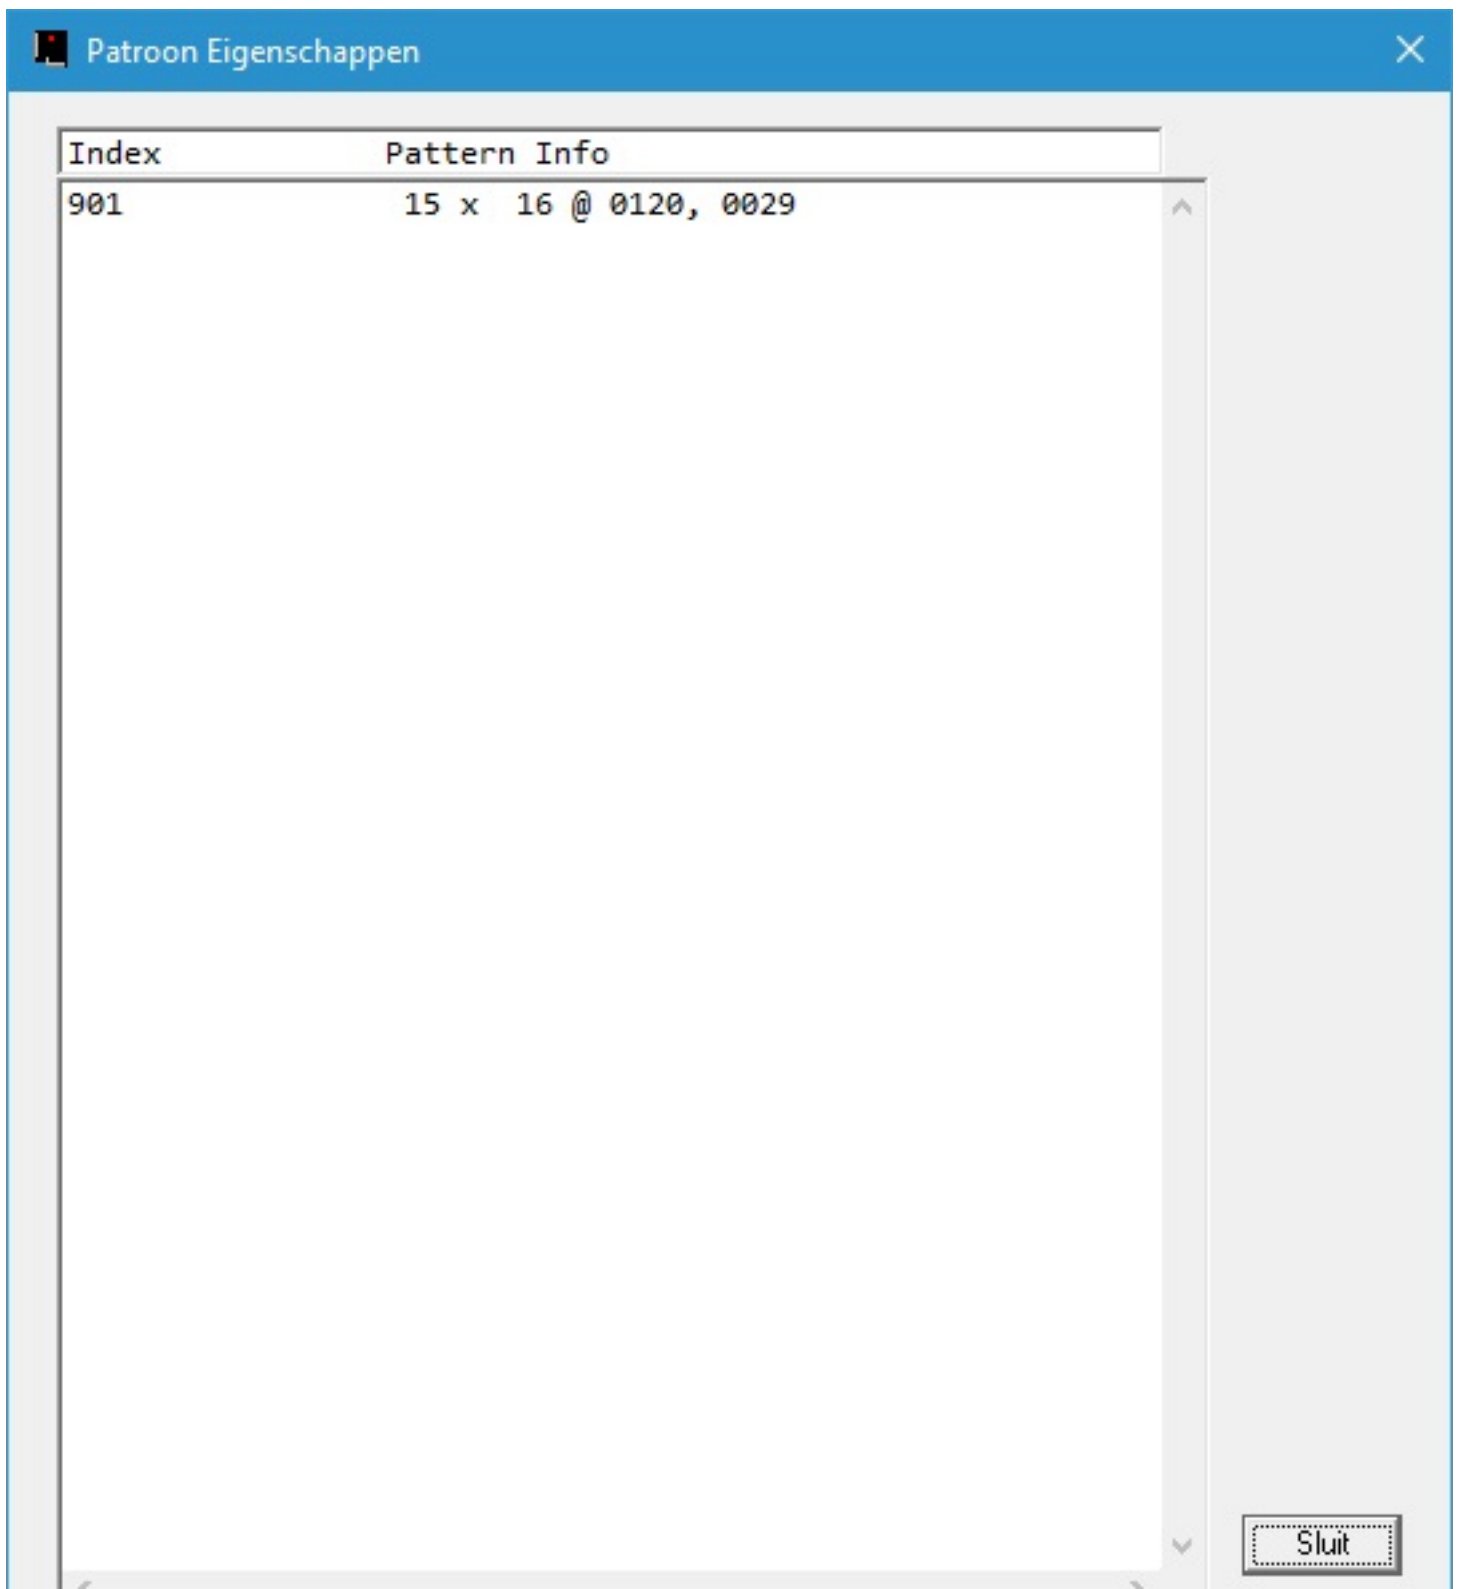 Patroon Eigenschappen
Index Pattern Info
901 15 x 16 @ 0120, 0029
Sluit